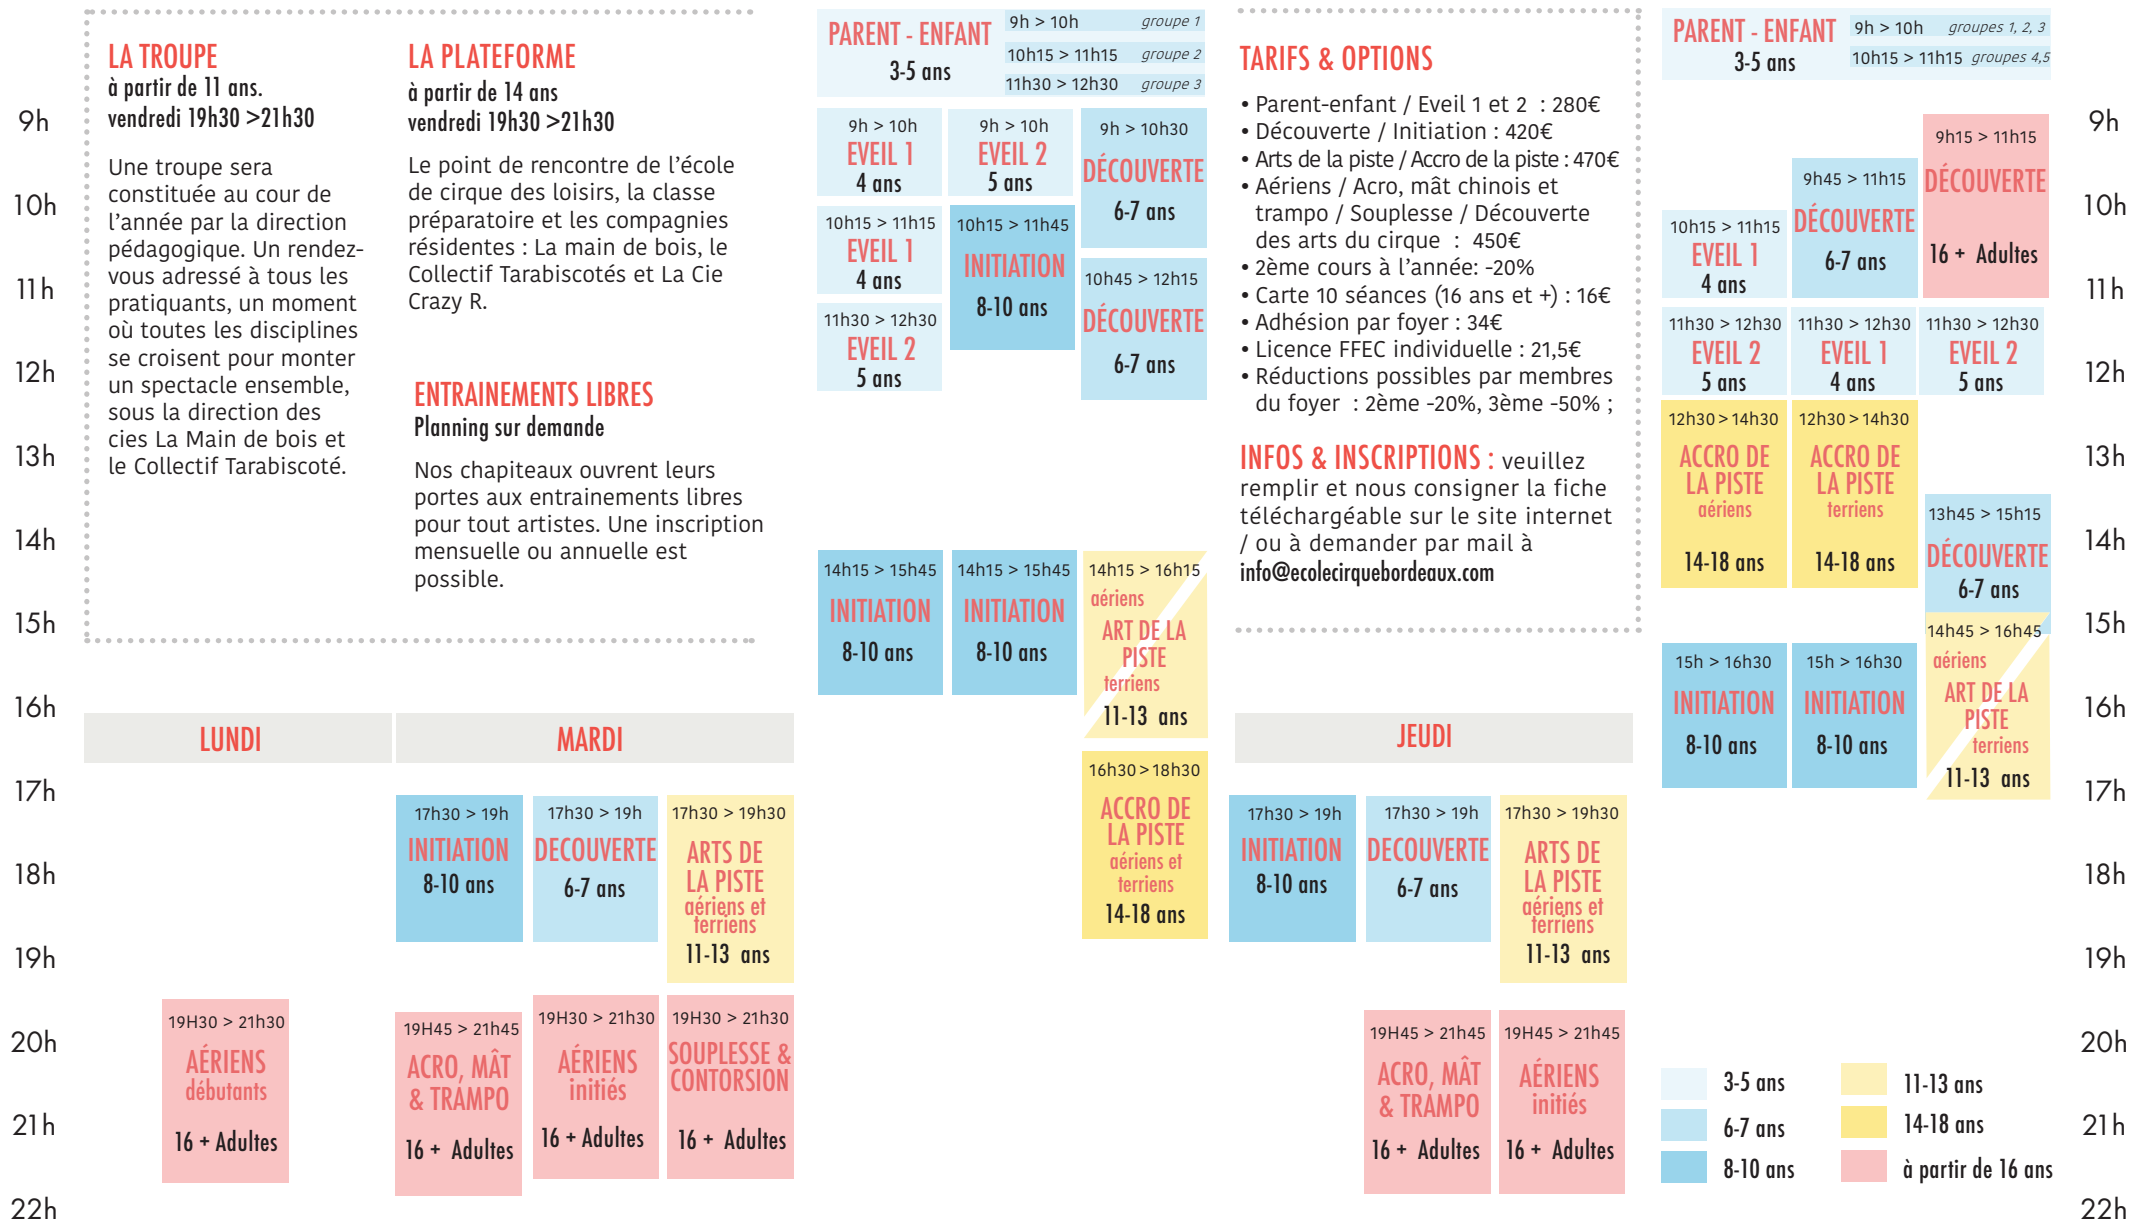 9h
10h
11h
12h
13h
14h
15h
16h
17h
18h
19h
20h
21h
22h
LA TROUPE
à partir de 11 ans.
vendredi 19h30 >21h30
Une troupe sera
constituée au cour de
l’année par la direction
pédagogique. Un rendez-
vous adressé à tous les
pratiquants, un moment
où toutes les disciplines
se croisent pour monter
un spectacle ensemble,
sous la direction des
cies La Main de bois et
le Collectif Tarabiscoté.
LA PLATEFORME
à partir de 14 ans
vendredi 19h30 >21h30
Le point de rencontre de l’école
de cirque des loisirs, la classe
préparatoire et les compagnies
résidentes : La main de bois, le
Collectif Tarabiscotés et La Cie
Crazy R.
ENTRAINEMENTS LIBRES
Planning sur demande
Nos chapiteaux ouvrent leurs
portes aux entrainements libres
pour tout artistes. Une inscription
mensuelle ou annuelle est
possible.
LUNDI
19H30 > 21h30
AÉRIENS
débutants
16 + Adultes
MARDI
17h30 > 19h
INITIATION
8-10 ans
17h30 > 19h
DECOUVERTE
6-7 ans
17h30 > 19h30
ARTS DE
LA PISTE
aériens et
terriens
11-13 ans
19H45 > 21h45
ACRO, MÂT
& TRAMPO
16 + Adultes
19H30 > 21h30
AÉRIENS
initiés
16 + Adultes
19H30 > 21h30
SOUPLESSE &
CONTORSION
16 + Adultes
PARENT - ENFANT
3-5 ans
9h > 10h groupe 1
10h15 > 11h15 groupe 2
11h30 > 12h30 groupe 3
9h > 10h
EVEIL 1
4 ans
9h > 10h
EVEIL 2
5 ans
9h > 10h30
DÉCOUVERTE
6-7 ans
10h15 > 11h15
EVEIL 1
4 ans
10h15 > 11h45
INITIATION
8-10 ans
10h45 > 12h15
DÉCOUVERTE
6-7 ans
11h30 > 12h30
EVEIL 2
5 ans
14h15 > 15h45
INITIATION
8-10 ans
14h15 > 15h45
INITIATION
8-10 ans
14h15 > 16h15
aériens
ART DE LA
PISTE
terriens
11-13 ans
16h30 > 18h30
ACCRO DE
LA PISTE
aériens et
terriens
14-18 ans
TARIFS & OPTIONS
• Parent-enfant / Eveil 1 et 2 : 280€
• Découverte / Initiation : 420€
• Arts de la piste / Accro de la piste : 470€
• Aériens / Acro, mât chinois et
trampo / Souplesse / Découverte
des arts du cirque : 450€
• 2ème cours à l’année: -20%
• Carte 10 séances (16 ans et +) : 16€
• Adhésion par foyer : 34€
• Licence FFEC individuelle : 21,5€
• Réductions possibles par membres
du foyer : 2ème -20%, 3ème -50% ;
INFOS & INSCRIPTIONS : veuillez
remplir et nous consigner la fiche
téléchargéable sur le site internet
/ ou à demander par mail à
info@ecolecirquebordeaux.com
JEUDI
17h30 > 19h
INITIATION
8-10 ans
17h30 > 19h
DECOUVERTE
6-7 ans
17h30 > 19h30
ARTS DE
LA PISTE
aériens et
terriens
11-13 ans
19H45 > 21h45
ACRO, MÂT
& TRAMPO
16 + Adultes
19H45 > 21h45
AÉRIENS
initiés
16 + Adultes
PARENT - ENFANT
3-5 ans
9h > 10h groupes 1, 2, 3
10h15 > 11h15 groupes 4,5
9h15 > 11h15
DÉCOUVERTE
16 + Adultes
9h45 > 11h15
DÉCOUVERTE
6-7 ans
10h15 > 11h15
EVEIL 1
4 ans
11h30 > 12h30
EVEIL 2
5 ans
11h30 > 12h30
EVEIL 1
4 ans
11h30 > 12h30
EVEIL 2
5 ans
12h30 > 14h30
ACCRO DE
LA PISTE
aériens
14-18 ans
12h30 > 14h30
ACCRO DE
LA PISTE
terriens
14-18 ans
13h45 > 15h15
DÉCOUVERTE
6-7 ans
15h > 16h30
INITIATION
8-10 ans
15h > 16h30
INITIATION
8-10 ans
14h45 > 16h45
aériens
ART DE LA
PISTE
terriens
11-13 ans
3-5 ans
6-7 ans
8-10 ans
11-13 ans
14-18 ans
à partir de 16 ans
9h
10h
11h
12h
13h
14h
15h
16h
17h
18h
19h
20h
21h
22h